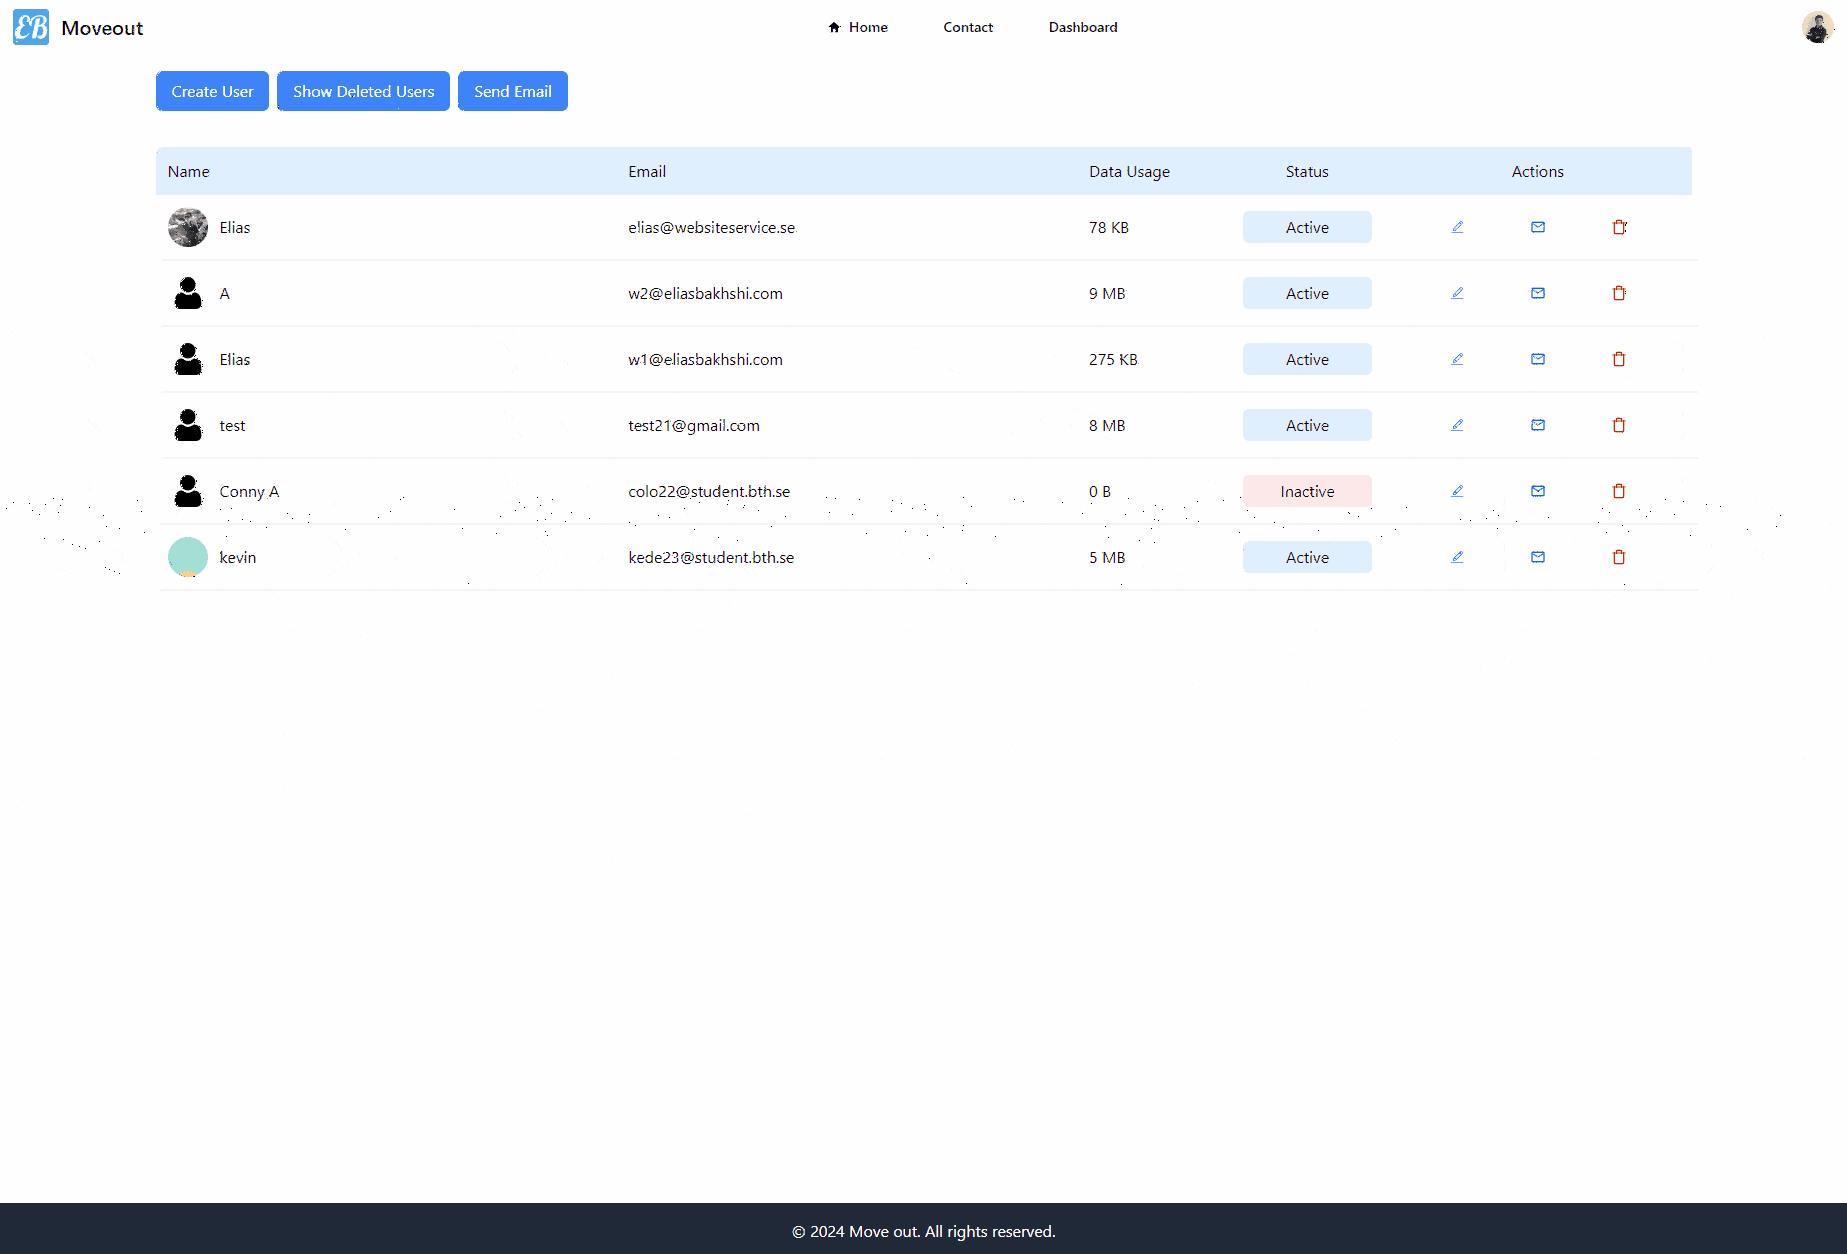 EB Moveout Home Contact Dashboard
Create User Show Deleted Users Send Email
Name Email Data Usage Status Actions
Elias elias@websiteservice.se 78 KB Active
A w2@eliasbakhshi.com 9 MB Active
Elias w1@eliasbakhshi.com 275 KB Active
test test21@gmail.com 8 MB Active
Conny A colo22@student.bth.se 0 B Inactive
kevin kede23@student.bth.se 5 MB Active
© 2024 Move out. All rights reserved.